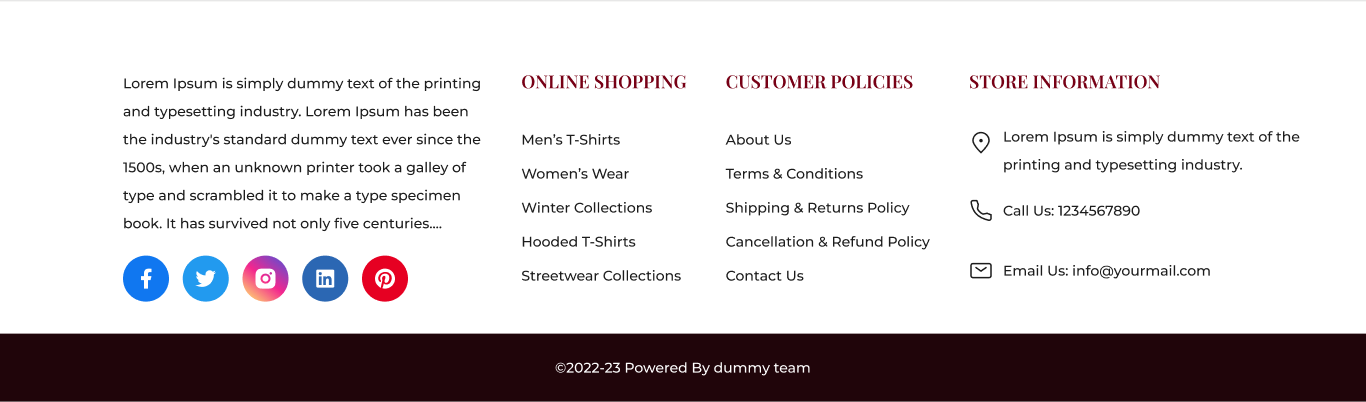 Lorem Ipsum is simply dummy text of the printing
and typesetting industry. Lorem Ipsum has been
the industry's standard dummy text ever since the
1500s, when an unknown printer took a galley of
type and scrambled it to make a type specimen
book. It has survived not only five centuries....
ONLINE SHOPPING
Men’s T-Shirts
Women’s Wear
Winter Collections
Hooded T-Shirts
Streetwear Collections
CUSTOMER POLICIES
About Us
Terms & Conditions
Shipping & Returns Policy
Cancellation & Refund Policy
Contact Us
STORE INFORMATION
Lorem Ipsum is simply dummy text of the
printing and typesetting industry.
Call Us: 1234567890
Email Us: info@yourmail.com
©2022-23 Powered By dummy team